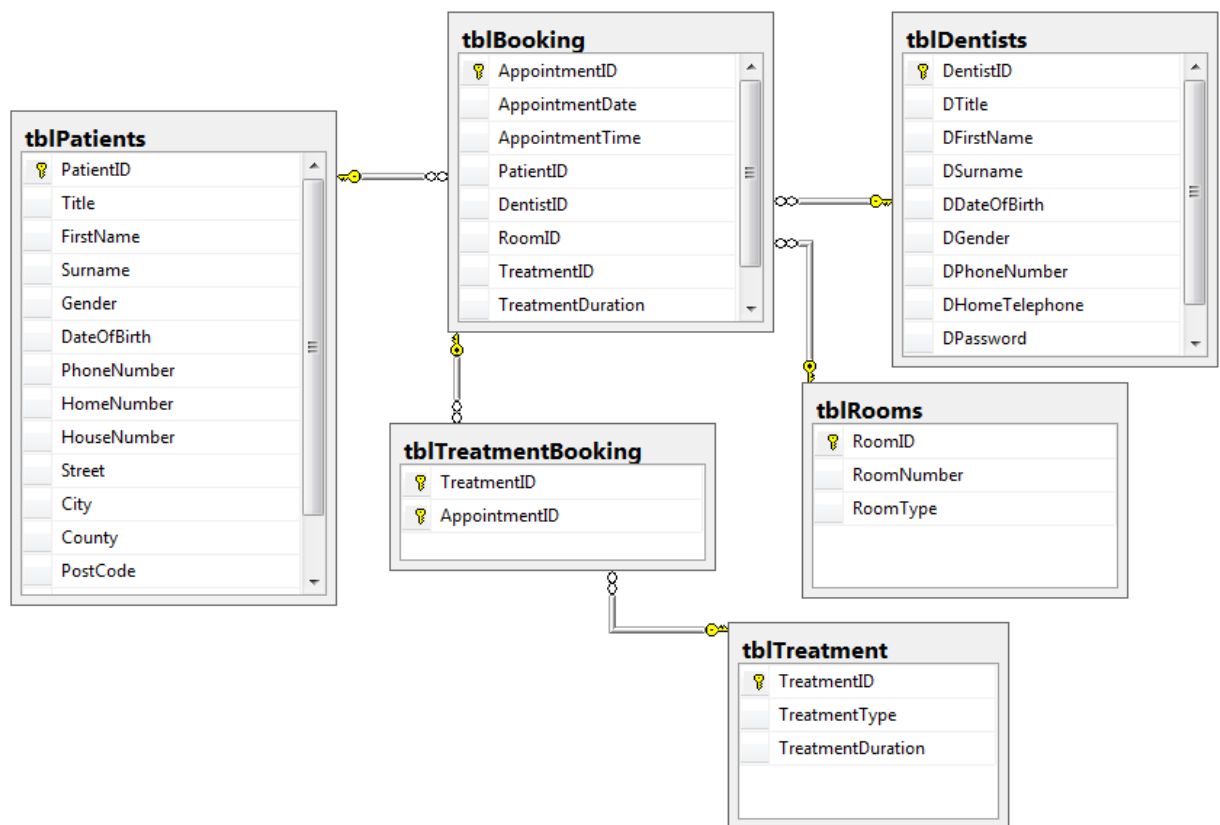 tblPatients
PatientID
Title
FirstName
Surname
Gender
DateOfBirth
PhoneNumber
HomeNumber
HouseNumber
Street
City
County
PostCode
tblBooking
AppointmentID
AppointmentDate
AppointmentTime
PatientID
DentistID
RoomID
TreatmentID
TreatmentDuration
tblDentists
DentistID
DTitle
DFirstName
DSurname
DDateOfBirth
DGender
DPhoneNumber
DHomeTelephone
DPassword
tblTreatmentBooking
TreatmentID
AppointmentID
tblRooms
RoomID
RoomNumber
RoomType
tblTreatment
TreatmentID
TreatmentType
TreatmentDuration